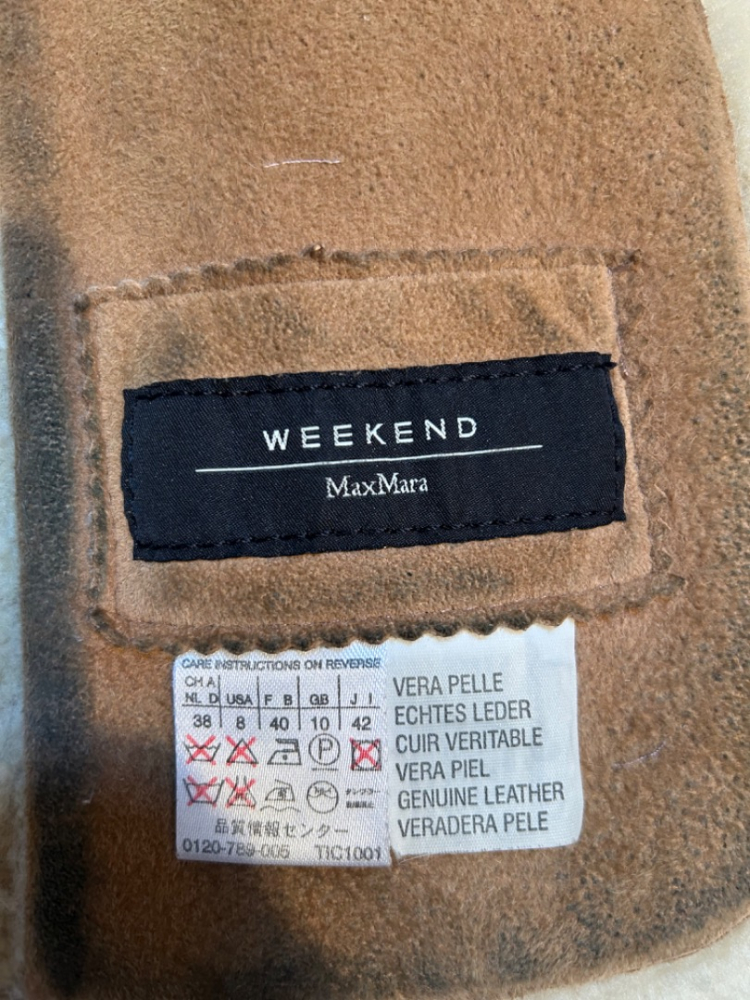 WEEKEND
MaxMara
CARE INSTRUCTIONS ON REVERSE
CH A
NL D USA F B GB J I
38 8 40 10 42
P
品質情報センター
0120-789-005 TIC1001
VERA PELLE
ECHTES LEDER
CUIR VERITABLE
VERA PIEL
GENUINE LEATHER
VERADERA PELE